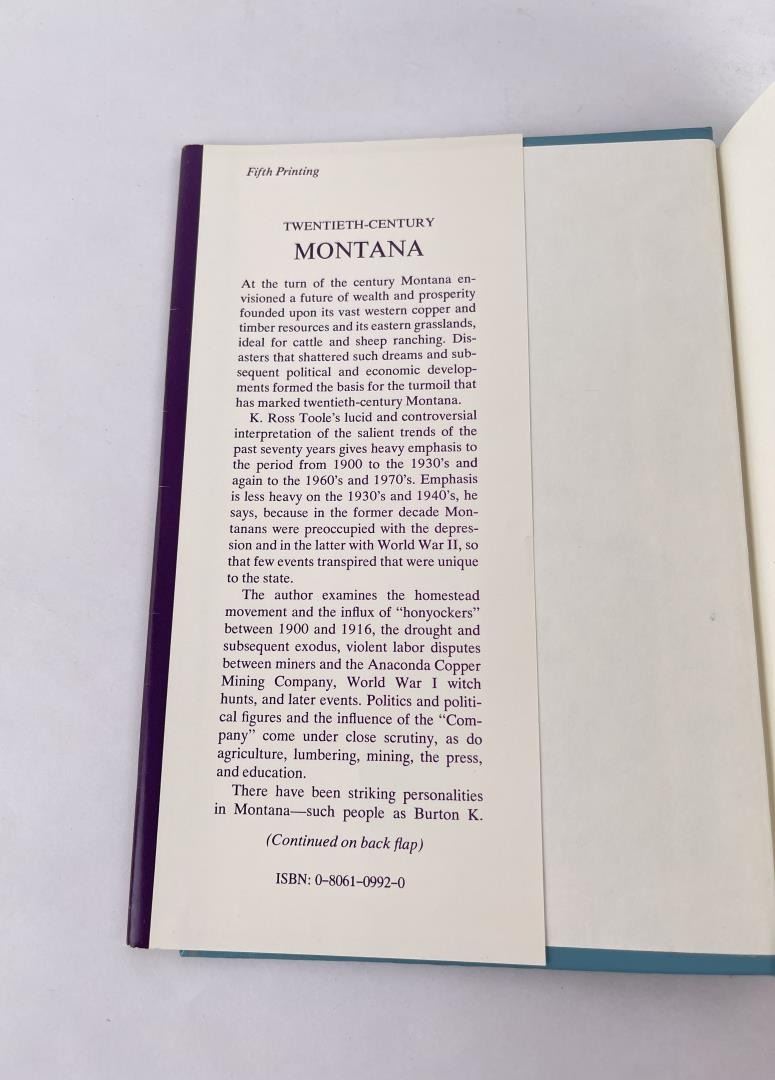 Fifth Printing
TWENTIETH-CENTURY
MONTANA
At the turn of the century Montana en-
visioned a future of wealth and prosperity
founded upon its vast western copper and
timber resources and its eastern grasslands,
ideal for cattle and sheep ranching. Dis-
asters that shattered such dreams and sub-
sequent political and economic develop-
ments formed the basis for the turmoil that
has marked twentieth-century Montana.
K. Ross Toole's lucid and controversial
interpretation of the salient trends of the
past seventy years gives heavy emphasis to
the period from 1900 to the 1930's and
again to the 1960's and 1970's. Emphasis
is less heavy on the 1930's and 1940's, he
says, because in the former decade Mon-
tanans were preoccupied with the depres-
sion and in the latter with World War II, so
that few events transpired that were unique
to the state.
The author examines the homestead
movement and the influx of "honyockers"
between 1900 and 1916, the drought and
subsequent exodus, violent labor disputes
between miners and the Anaconda Copper
Mining Company, World War I witch
hunts, and later events. Politics and politi-
cal figures and the influence of the "Com-
pany" come under close scrutiny, as do
agriculture, lumbering, mining, the press,
and education.
There have been striking personalities
in Montana—such people as Burton K.
(Continued on back flap)
ISBN: 0-8061-0992-0